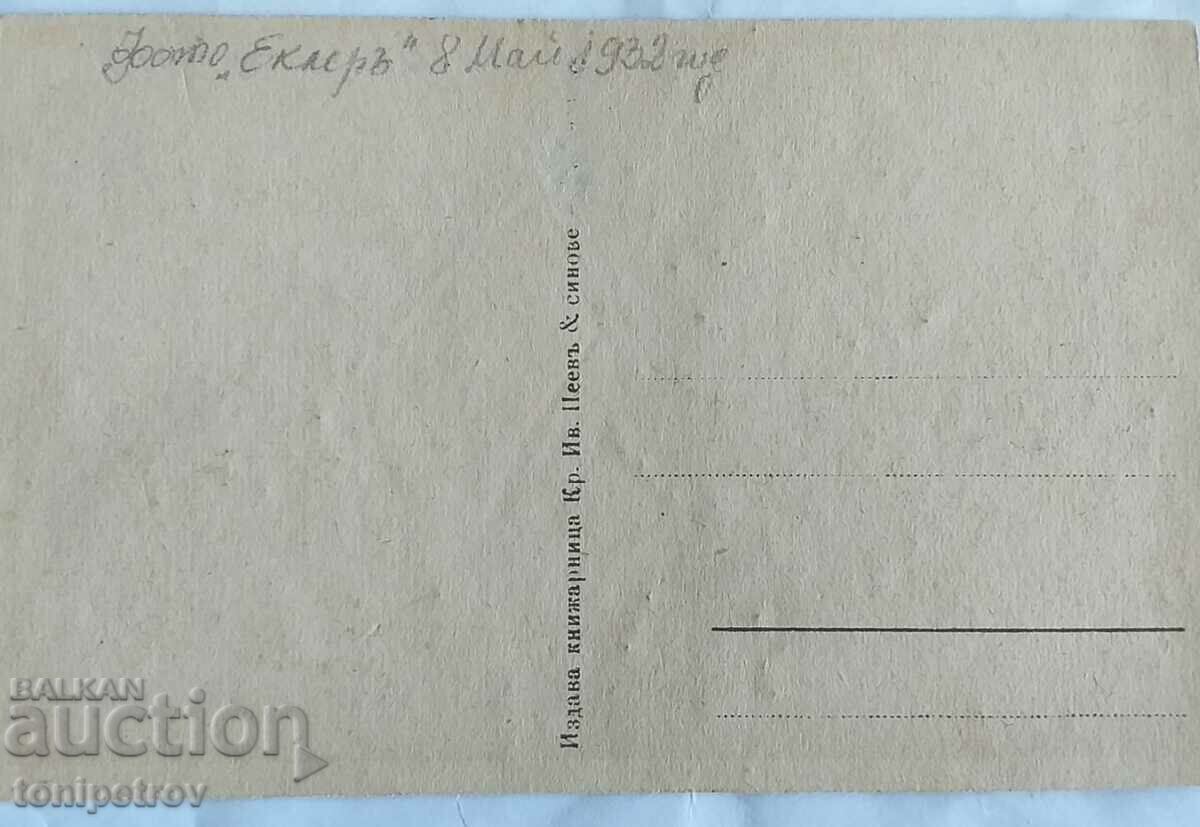 Фото „Еклеръ“ 8 Май 1932
Издава книжарница Кр. Ив. Пеевъ & синове
BALKAN
auction
tonipetrov